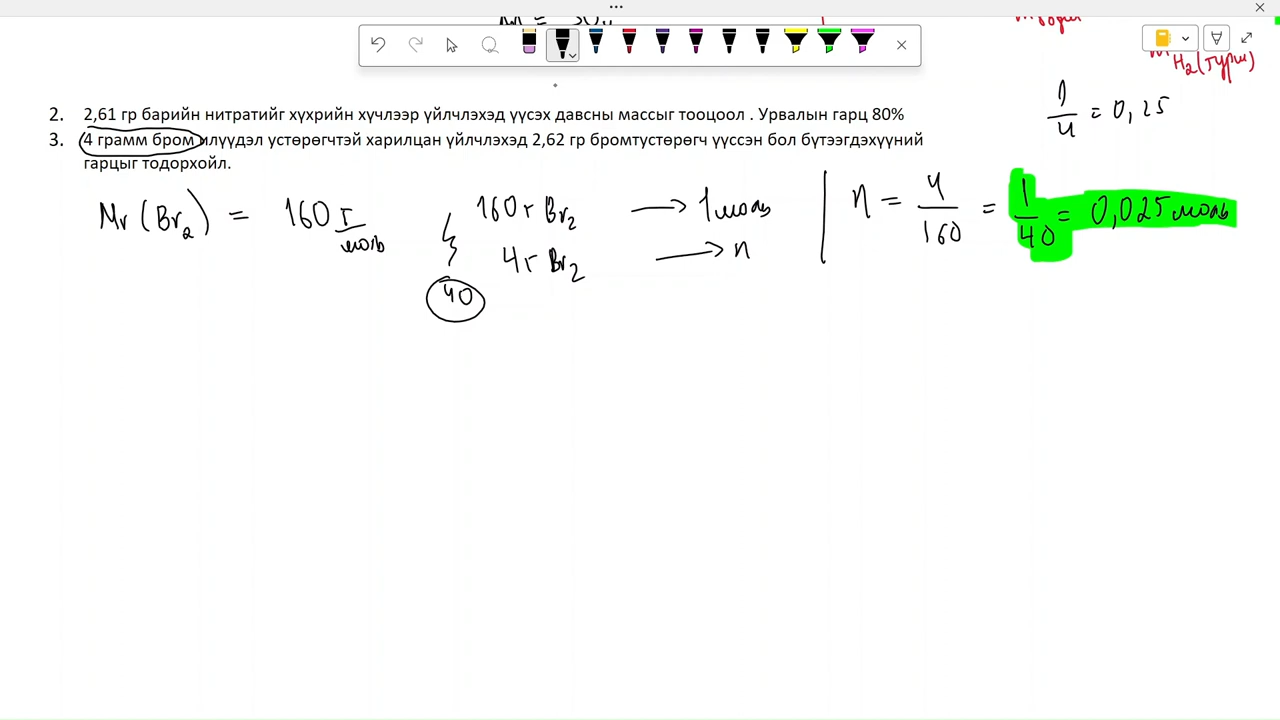 1/4 = 0,25
H2(турш)
2. 2,61 гр барийн нитратийг хүхрийн хүчлээр үйлчлэхэд үүсэх давсны массыг тооцоол . Урвалын гарц 80%
3. 4 грамм бром илүүдэл устөрөгчтэй харилцан үйлчлэхэд 2,62 гр бромтустөрөгч үүссэн бол бүтээгдэхүүний
гарцыг тодорхойл.
Mr (Br2) = 160 г/моль
160 г Br2 → 1 моль
4 г Br2 → n
40
n = 4/160 = 1/40 = 0,025 моль